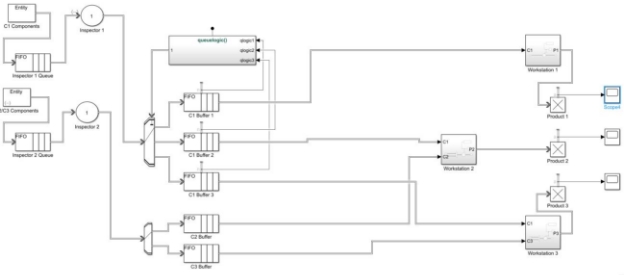 Entity
C1 Components
FIFO
Inspector 1 Queue
1
Inspector 1
Entity
C2/C3 Components
FIFO
Inspector 2 Queue
1
Inspector 2
queuelogic()
1
qlogic1
qlogic2
qlogic3
FIFO
C1 Buffer 1
FIFO
C1 Buffer 2
FIFO
C1 Buffer 3
FIFO
C2 Buffer
FIFO
C3 Buffer
C1
P1
Workstation 1
C1
C2
P2
Workstation 2
C1
C3
P3
Workstation 3
Product 1
Scope4
Product 2
Product 3